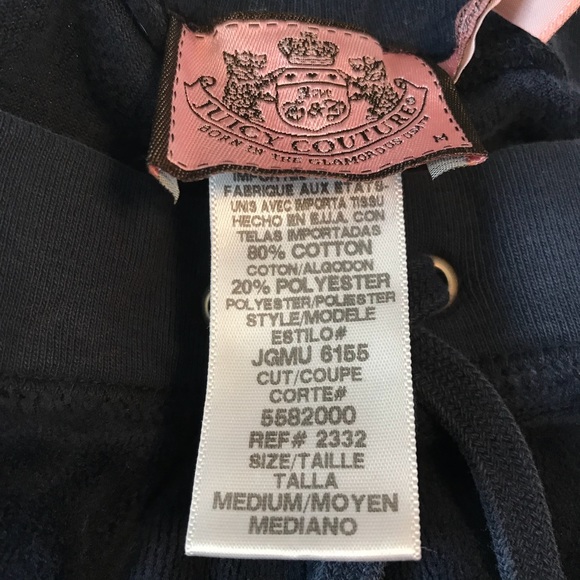 G&P
JUICY COUTURE®
BORN IN THE GLAMOROUS USA!
M
FABRIQUE AUX ETATS-
UNIS AVEC IMPORTA TISSU
HECHO EN E.U.A. CON
TELAS IMPORTADAS
80% COTTON
COTON/ALGODON
20% POLYESTER
POLYESTER/POLIESTER
STYLE/MODELE
ESTILO#
JGMU 6155
CUT/COUPE
CORTE#
5582000
REF# 2332
SIZE/TAILLE
TALLA
MEDIUM/MOYEN
MEDIANO